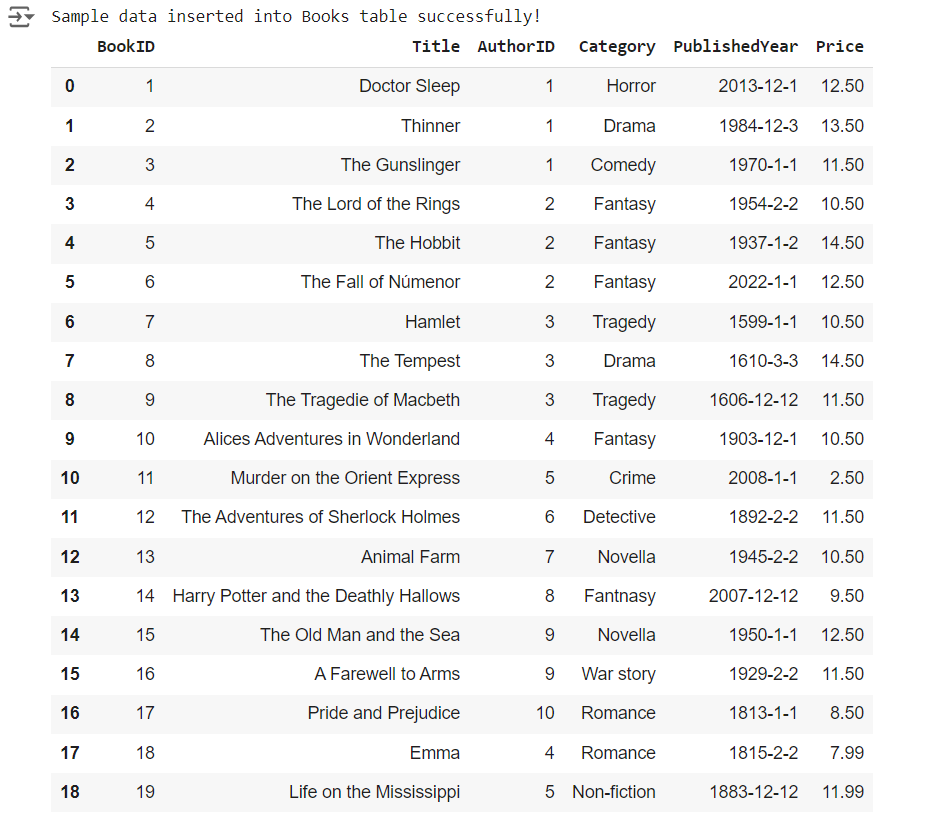 Sample data inserted into Books table successfully!
BookID Title AuthorID Category PublishedYear Price
0 1 Doctor Sleep 1 Horror 2013-12-1 12.50
1 2 Thinner 1 Drama 1984-12-3 13.50
2 3 The Gunslinger 1 Comedy 1970-1-1 11.50
3 4 The Lord of the Rings 2 Fantasy 1954-2-2 10.50
4 5 The Hobbit 2 Fantasy 1937-1-2 14.50
5 6 The Fall of Númenor 2 Fantasy 2022-1-1 12.50
6 7 Hamlet 3 Tragedy 1599-1-1 10.50
7 8 The Tempest 3 Drama 1610-3-3 14.50
8 9 The Tragedie of Macbeth 3 Tragedy 1606-12-12 11.50
9 10 Alices Adventures in Wonderland 4 Fantasy 1903-12-1 10.50
10 11 Murder on the Orient Express 5 Crime 2008-1-1 2.50
11 12 The Adventures of Sherlock Holmes 6 Detective 1892-2-2 11.50
12 13 Animal Farm 7 Novella 1945-2-2 10.50
13 14 Harry Potter and the Deathly Hallows 8 Fantnasy 2007-12-12 9.50
14 15 The Old Man and the Sea 9 Novella 1950-1-1 12.50
15 16 A Farewell to Arms 9 War story 1929-2-2 11.50
16 17 Pride and Prejudice 10 Romance 1813-1-1 8.50
17 18 Emma 4 Romance 1815-2-2 7.99
18 19 Life on the Mississippi 5 Non-fiction 1883-12-12 11.99